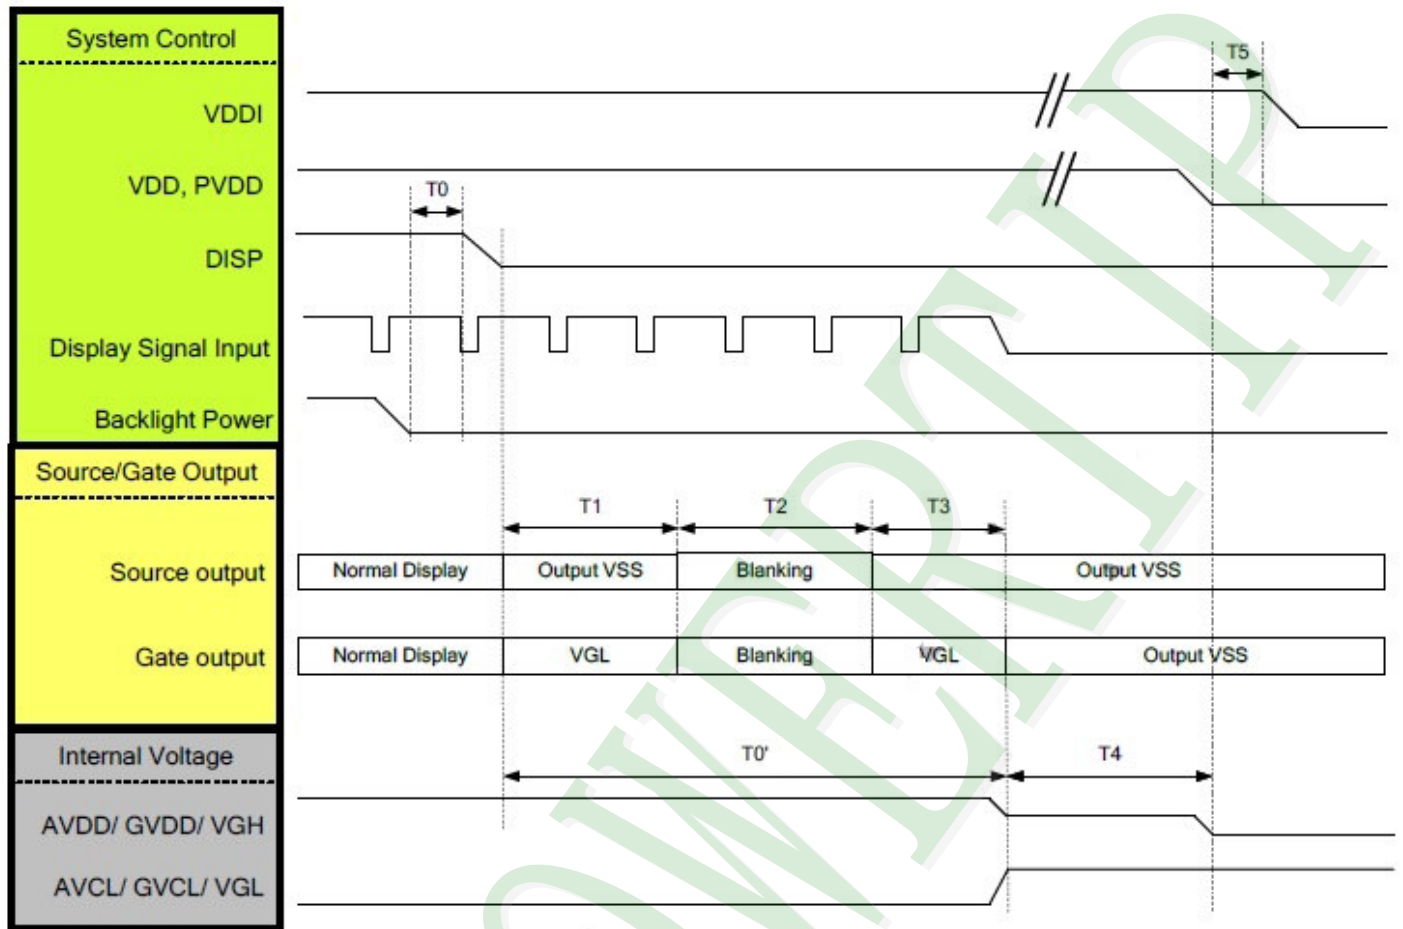 System Control
T5
VDDI
VDD, PVDD
T0
DISP
Display Signal Input
Backlight Power
Source/Gate Output
T1 T2 T3
Source output Normal Display Output VSS Blanking Output VSS
Gate output Normal Display VGL Blanking VGL Output VSS
Internal Voltage
T0' T4
AVDD/ GVDD/ VGH
AVCL/ GVCL/ VGL
OWERTIP